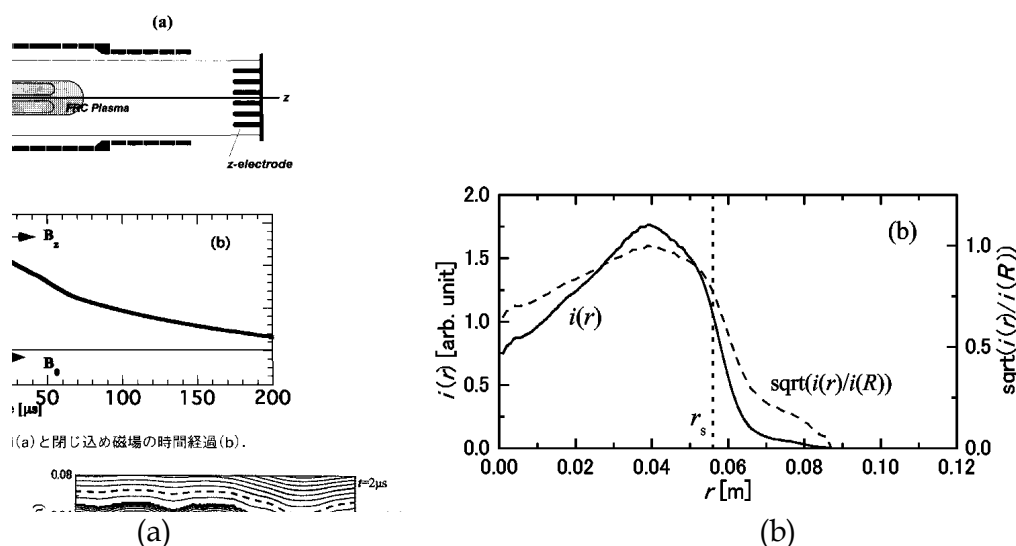 (a)
FRC Plasma
z
z-electrode
(b)
B_z
B_θ
50
100
150
200
[μs]
(a)と閉じ込め磁場の時間経過(b).
0.08
t=2μs
(a)
2.0
1.5
1.0
0.5
0.0
i(r) [arb. unit]
(b)
i(r)
sqrt(i(r)/i(R))
r_s
1.0
0.5
0.0
sqrt(i(r)/i(R))
0.00
0.02
0.04
0.06
0.08
0.10
0.12
r [m]
(b)